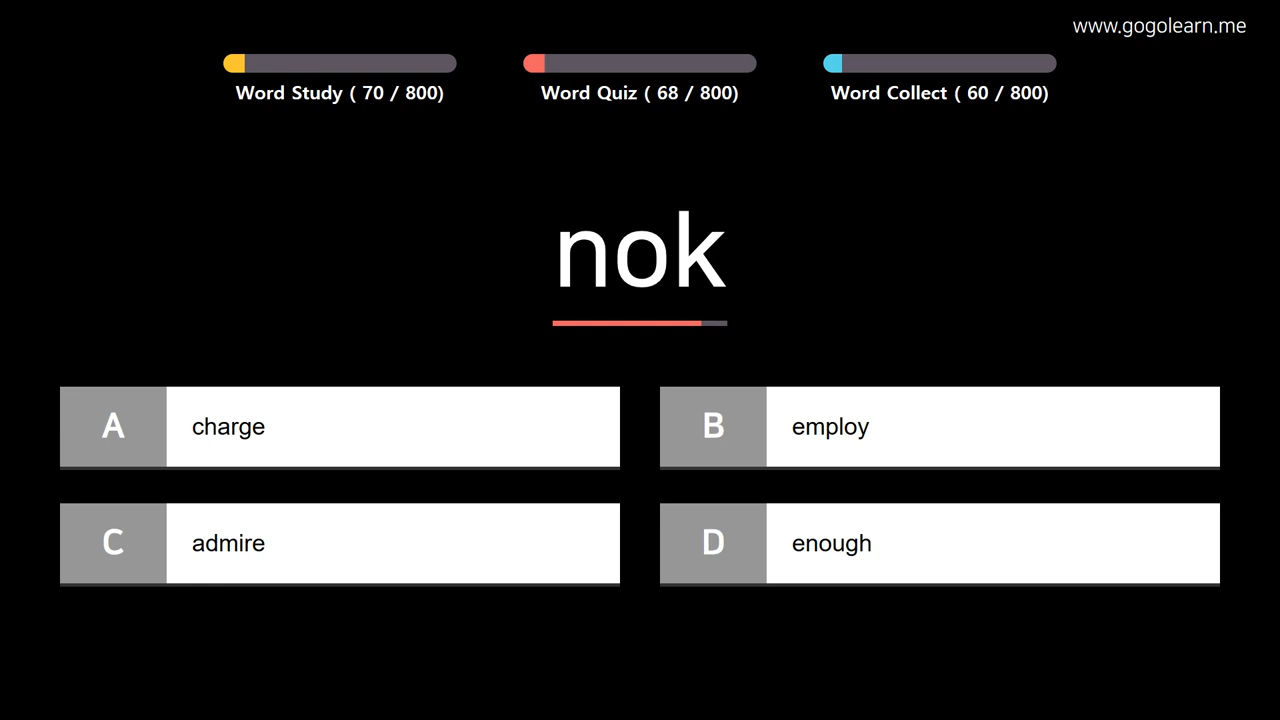 www.gogolearn.me
Word Study ( 70 / 800)
Word Quiz ( 68 / 800)
Word Collect ( 60 / 800)
nok
A charge
B employ
C admire
D enough